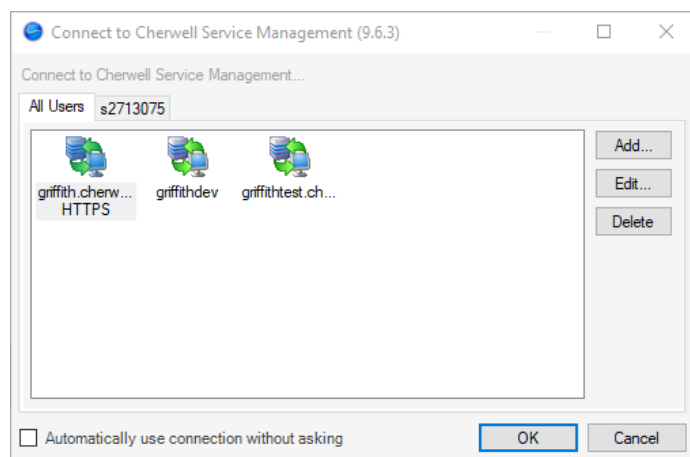 Connect to Cherwell Service Management (9.6.3)
Connect to Cherwell Service Management...
All Users s2713075
griffith.cherw... griffithdev griffithtest.ch...
HTTPS
Add...
Edit...
Delete
Automatically use connection without asking OK Cancel